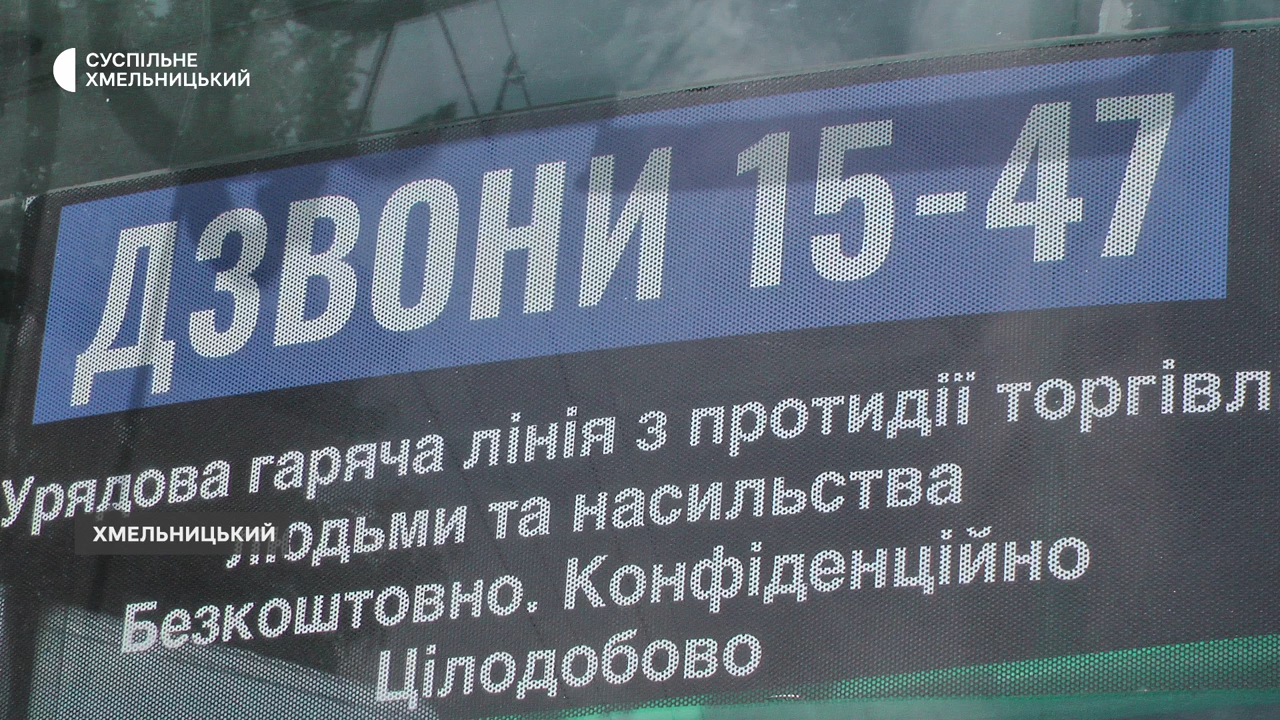 СУСПІЛЬНЕ
ХМЕЛЬНИЦЬКИЙ
ДЗВОНИ 15-47
Урядова гаряча лінія з протидії торгівл
людьми та насильства
ХМЕЛЬНИЦЬКИЙ
Безкоштовно. Конфіденційно
Цілодобово